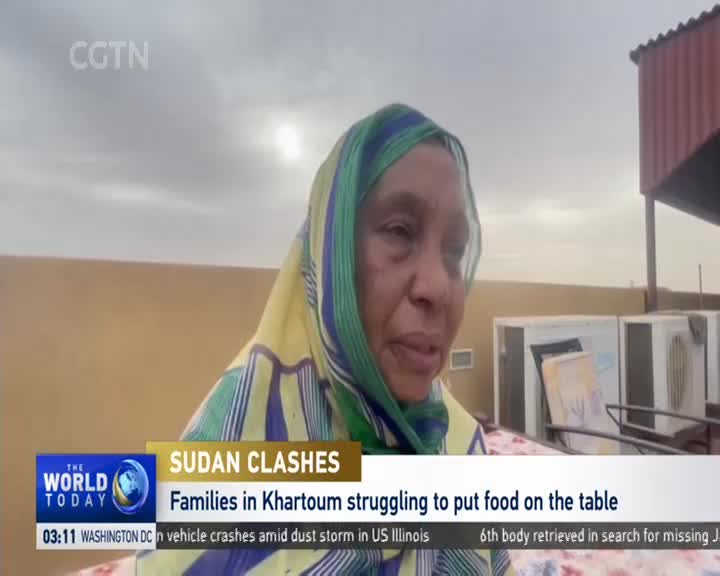 CGTN
SUDAN CLASHES
THE
WORLD
TODAY
Families in Khartoum struggling to put food on the table
03:11 WASHINGTON DC
n vehicle crashes amid dust storm in US Illinois 6th body retrieved in search for missing J